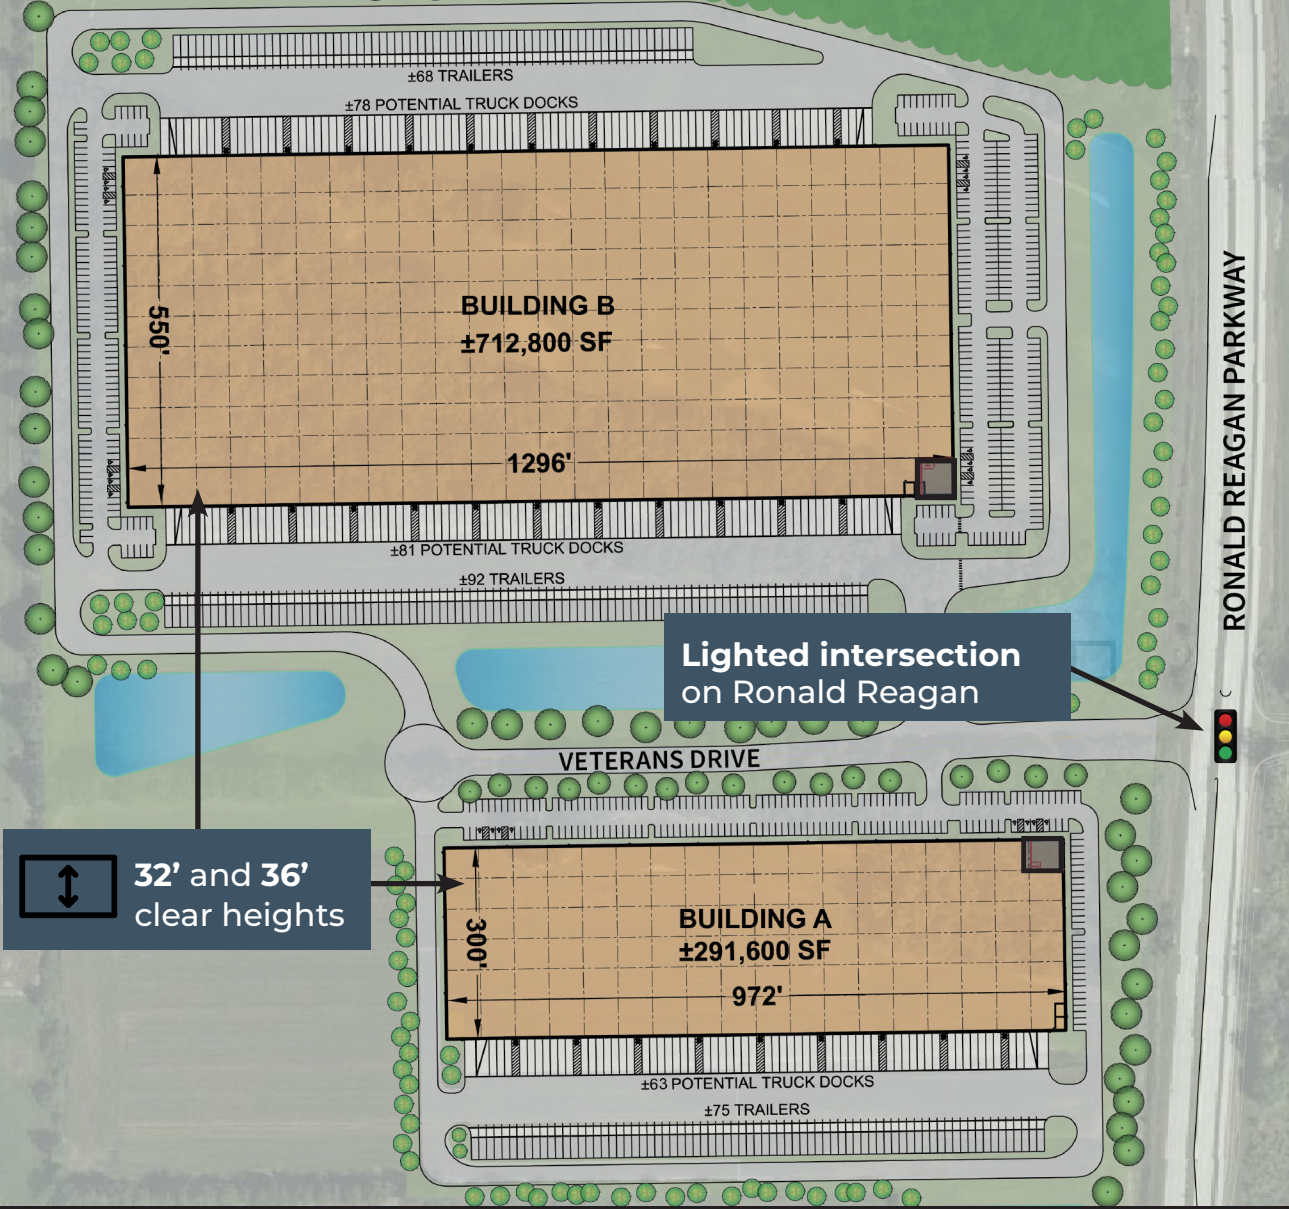 ±68 TRAILERS
±78 POTENTIAL TRUCK DOCKS
550'
BUILDING B
±712,800 SF
1296'
±81 POTENTIAL TRUCK DOCKS
±92 TRAILERS
RONALD REAGAN PARKWAY
Lighted intersection
on Ronald Reagan
VETERANS DRIVE
32’ and 36’
clear heights
300'
BUILDING A
±291,600 SF
972'
±63 POTENTIAL TRUCK DOCKS
±75 TRAILERS